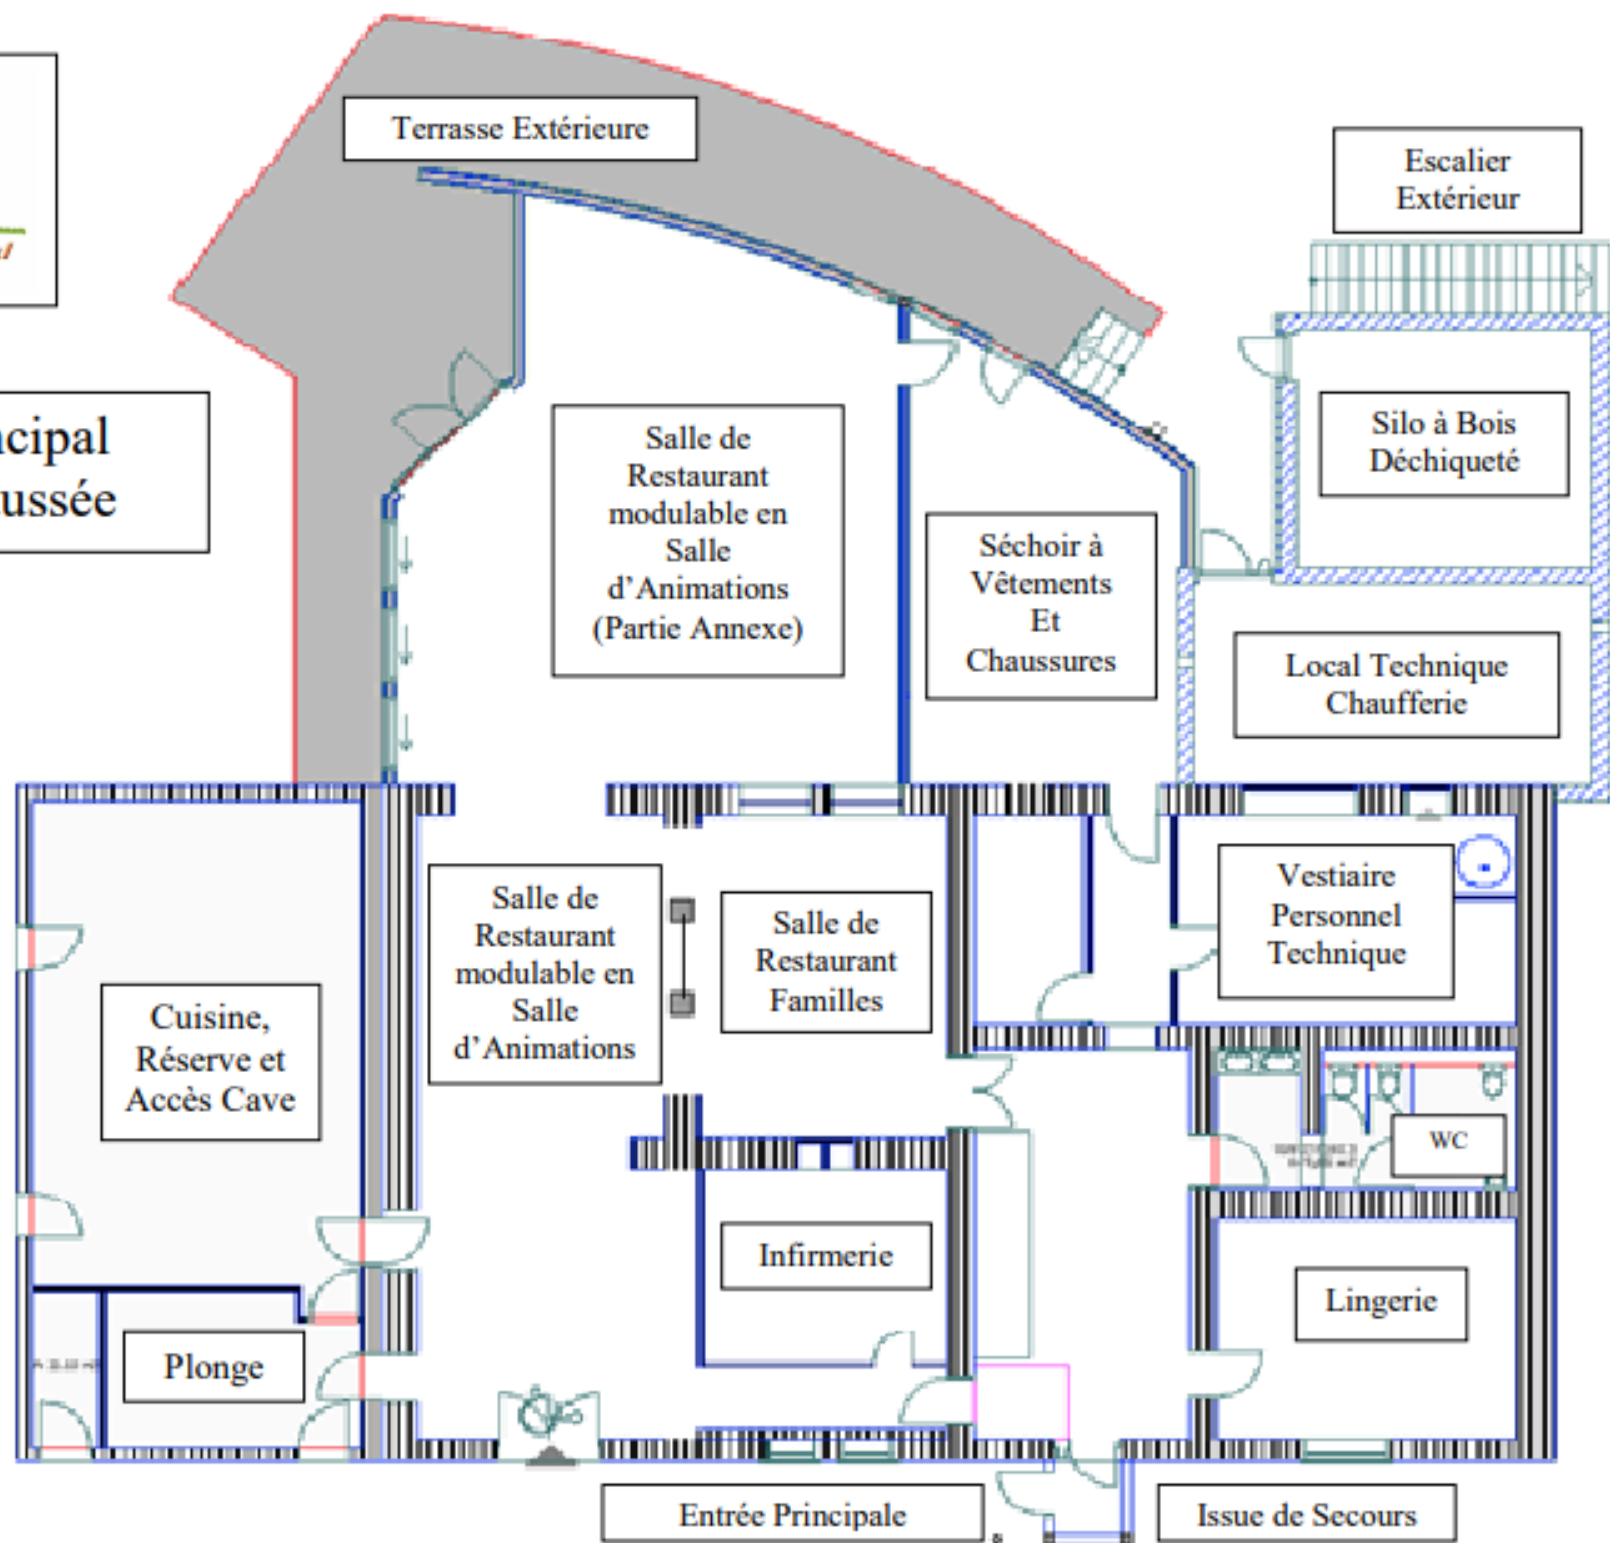 Terrasse Extérieure
Escalier
Extérieur
ncipal
ussée
Salle de
Restaurant
modulable en
Salle
d’Animations
(Partie Annexe)
Séchoir à
Vêtements
Et
Chaussures
Silo à Bois
Déchiqueté
Local Technique
Chaufferie
Cuisine,
Réserve et
Accès Cave
Salle de
Restaurant
modulable en
Salle
d’Animations
Salle de
Restaurant
Familles
Vestiaire
Personnel
Technique
WC
Infirmerie
Lingerie
Plonge
Entrée Principale
Issue de Secours